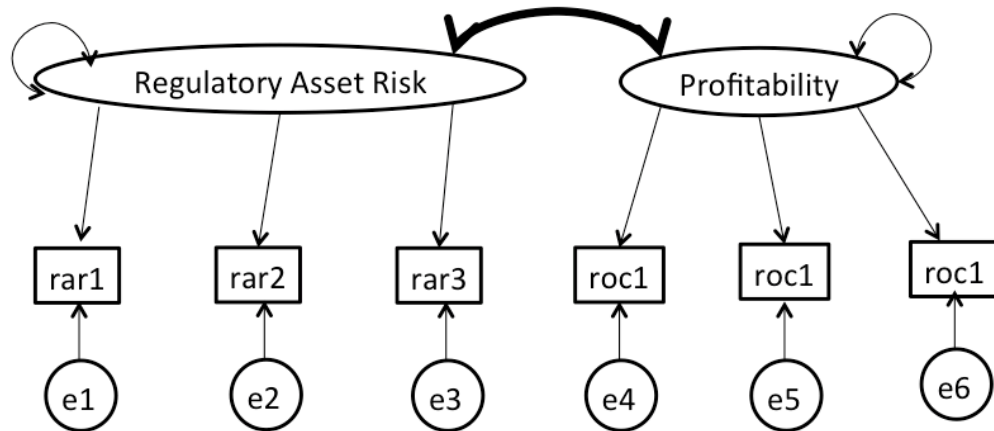 Regulatory Asset Risk
Profitability
rar1
rar2
rar3
roc1
roc1
roc1
e1
e2
e3
e4
e5
e6